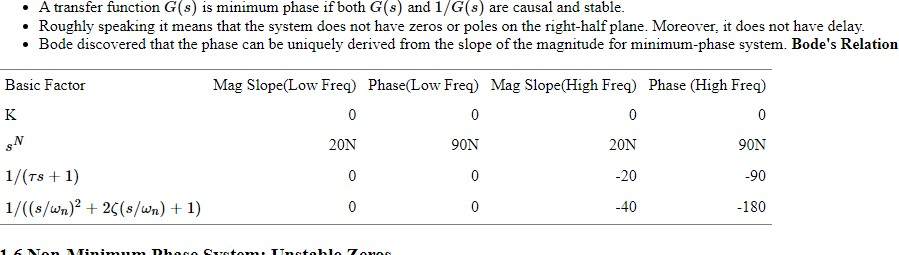 • A transfer function G(s) is minimum phase if both G(s) and 1/G(s) are causal and stable.
• Roughly speaking it means that the system does not have zeros or poles on the right-half plane. Moreover, it does not have delay.
• Bode discovered that the phase can be uniquely derived from the slope of the magnitude for minimum-phase system. Bode's Relation
Basic Factor Mag Slope(Low Freq) Phase(Low Freq) Mag Slope(High Freq) Phase (High Freq)
K 0 0 0 0
s^N 20N 90N 20N 90N
1/(τs + 1) 0 0 -20 -90
1/((s/ω_n)^2 + 2ζ(s/ω_n) + 1) 0 0 -40 -180
1.6 Non Minimum Phase System: Unstable Zeros